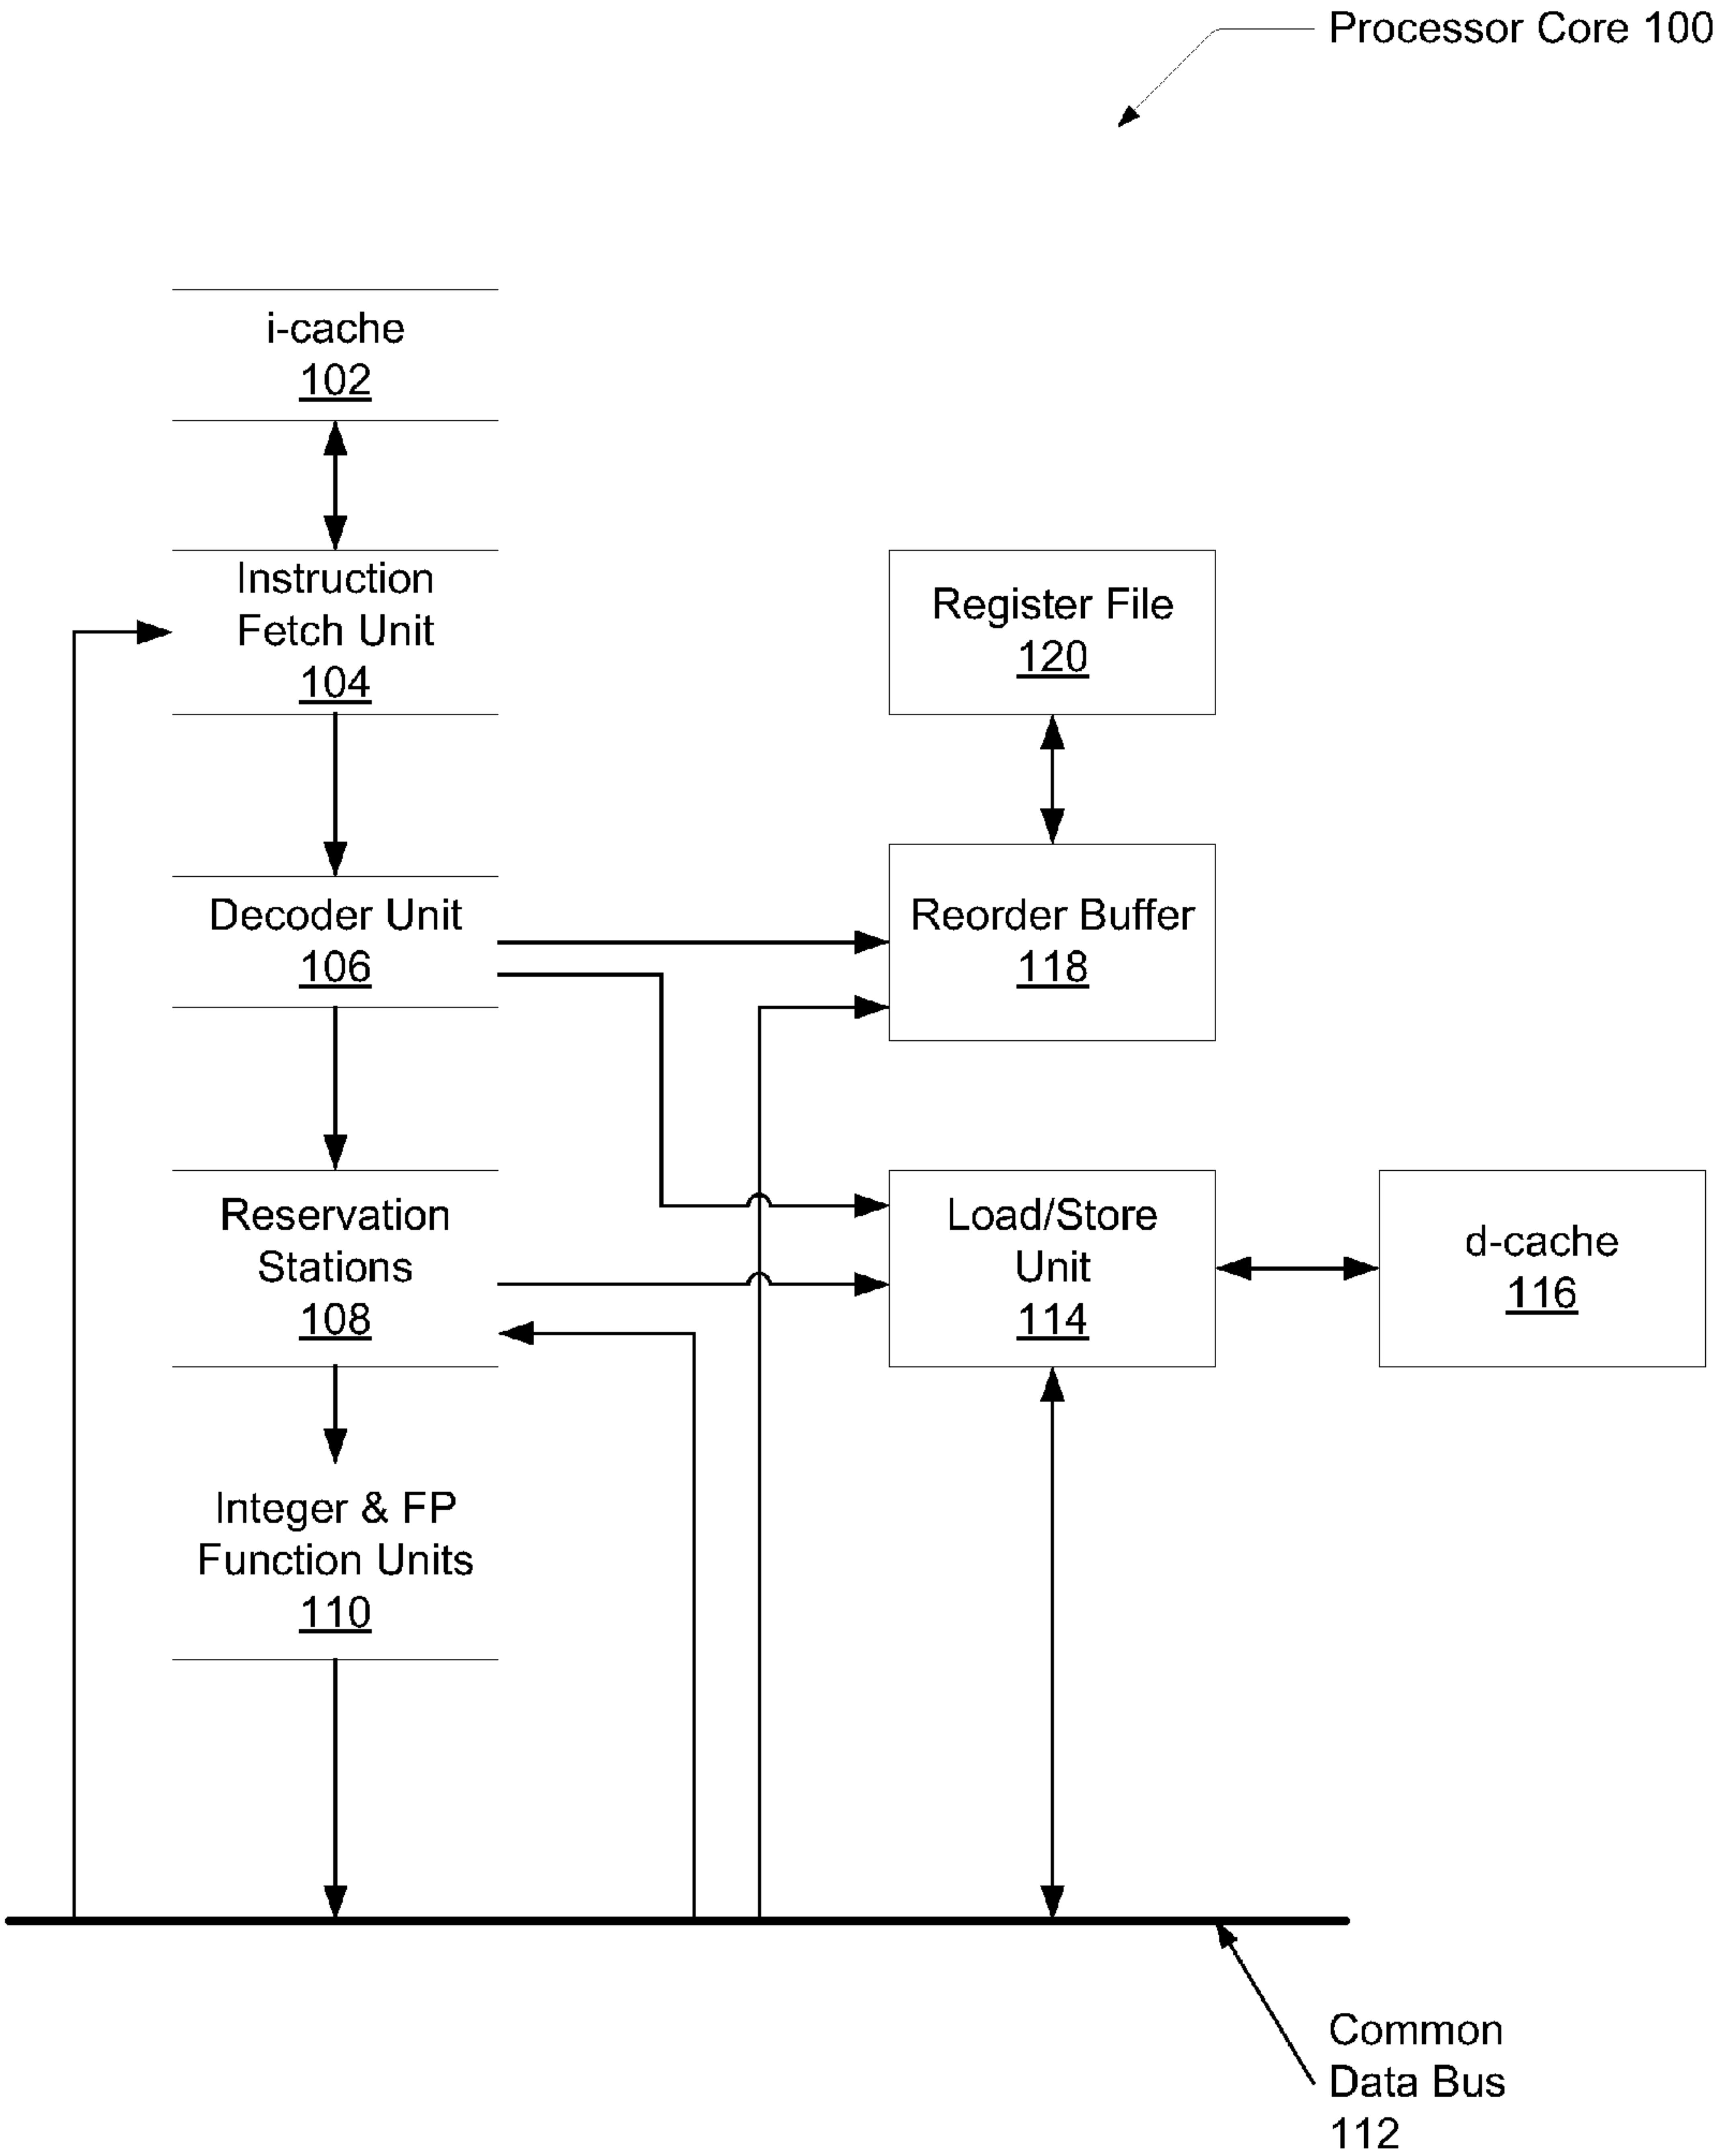 Processor Core 100
i-cache
102
Instruction
Fetch Unit
104
Register File
120
Decoder Unit
106
Reorder Buffer
118
Reservation
Stations
108
Load/Store
Unit
114
d-cache
116
Integer & FP
Function Units
110
Common
Data Bus
112